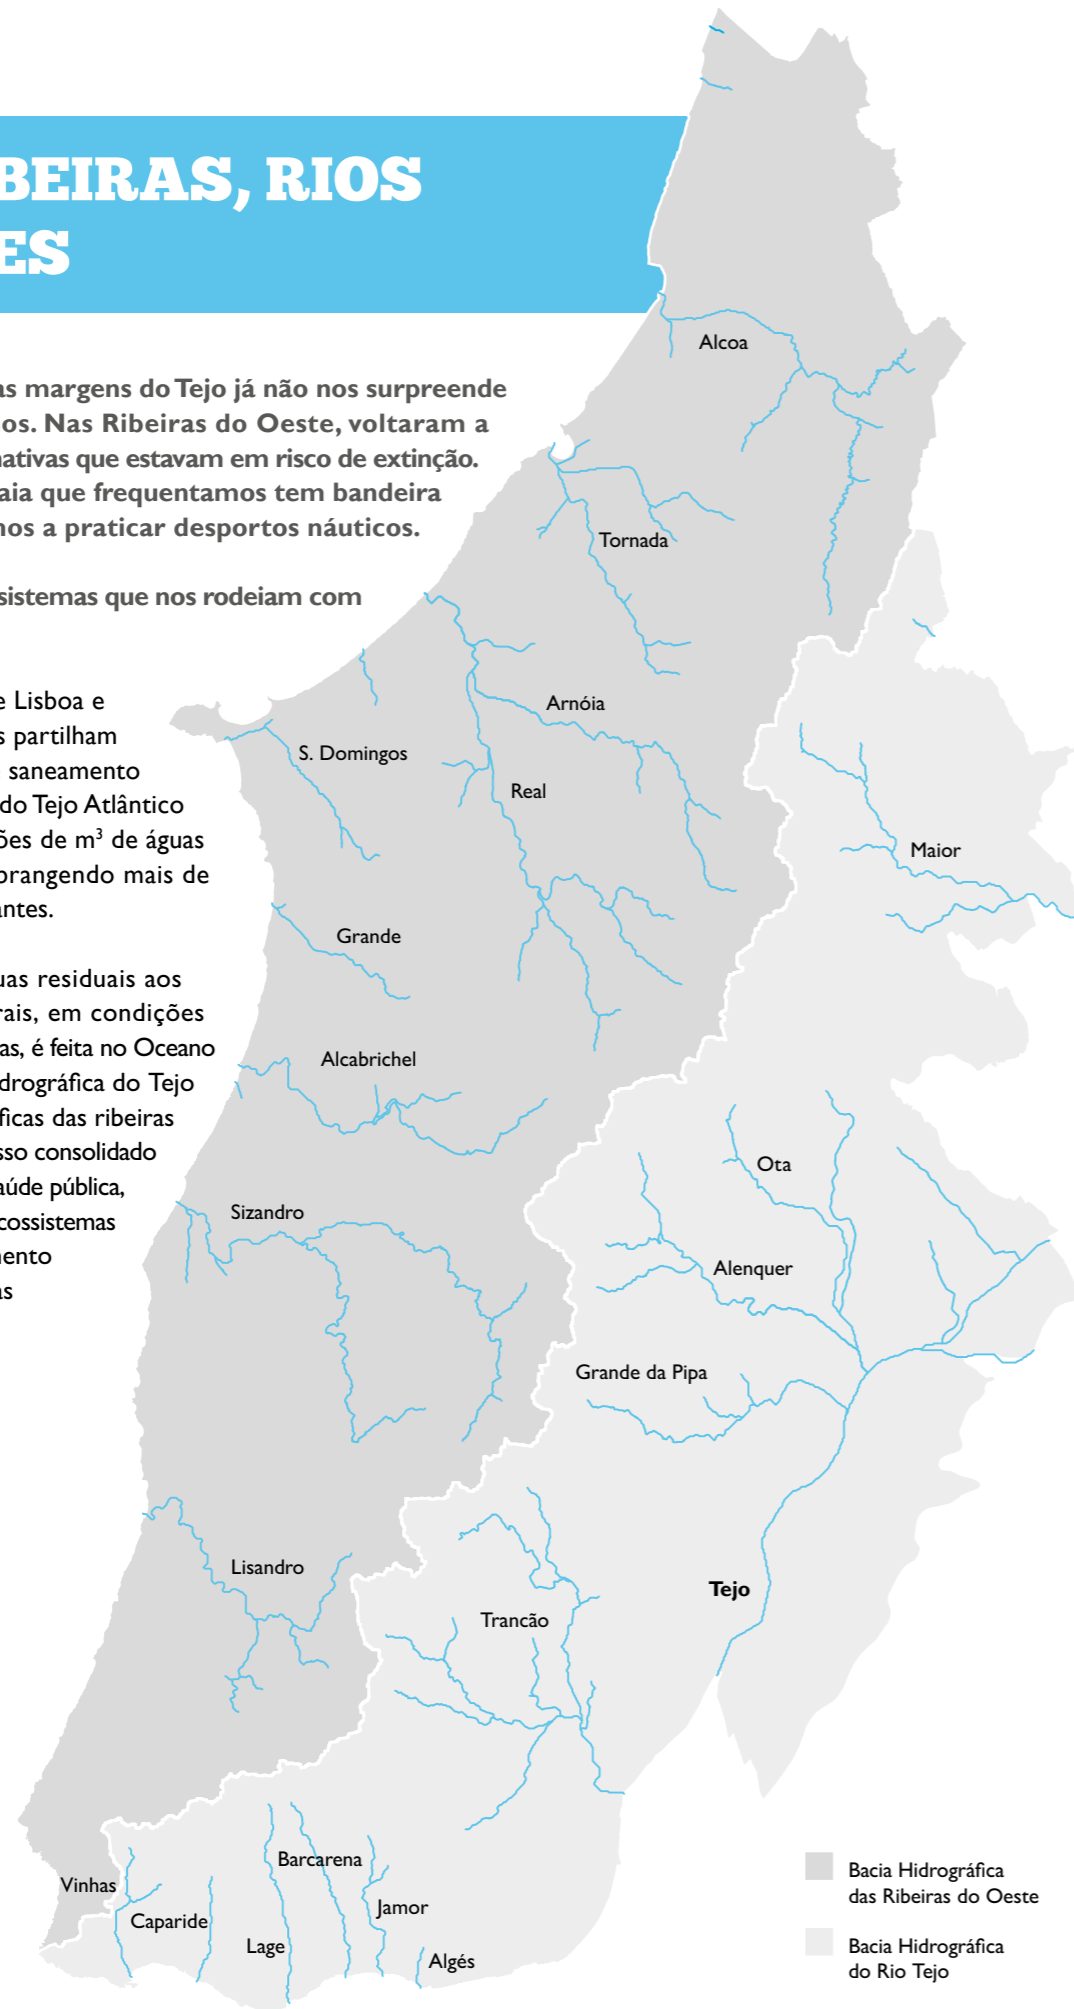 BEIRAS, RIOS
ES
as margens do Tejo já não nos surpreende
os. Nas Ribeiras do Oeste, voltaram a
nativas que estavam em risco de extinção.
aia que frequentamos tem bandeira
nos a praticar desportos náuticos.
sistemas que nos rodeiam com
e Lisboa e
s partilham
saneamento
do Tejo Atlântico
ões de m³ de águas
brangendo mais de
antes.
uas residuais aos
rais, em condições
as, é feita no Oceano
drográfica do Tejo
ficas das ribeiras
sso consolidado
aúde pública,
cossistemas
mento
as
Alcoa
Tornada
Arnóia
S. Domingos
Real
Maior
Grande
Alcabrichel
Ota
Sizandro
Alenquer
Grande da Pipa
Lisandro
Tejo
Trancão
Barcarena
Vinhas
Jamor
Caparide
Lage
Algés
Bacia Hidrográfica
das Ribeiras do Oeste
Bacia Hidrográfica
do Rio Tejo